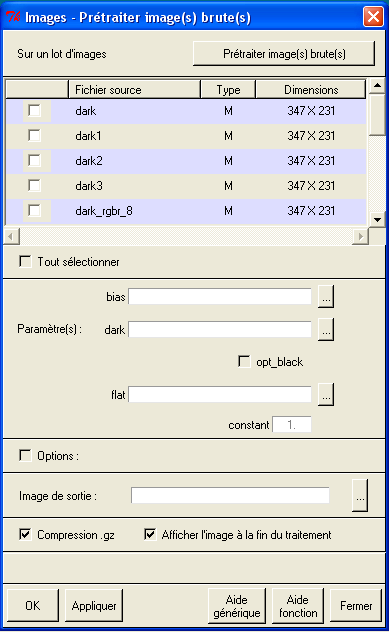 Images - Prétraiter image(s) brute(s)
Sur un lot d'images
Prétraiter image(s) brute(s)
Fichier source Type Dimensions
dark M 347 X 231
dark1 M 347 X 231
dark2 M 347 X 231
dark3 M 347 X 231
dark_rgbr_8 M 347 X 231
Tout sélectionner
bias ...
Paramètre(s) : dark ...
opt_black
flat ...
constant 1.
Options :
Image de sortie : ...
Compression .gz Afficher l'image à la fin du traitement
OK Appliquer Aide générique Aide fonction Fermer